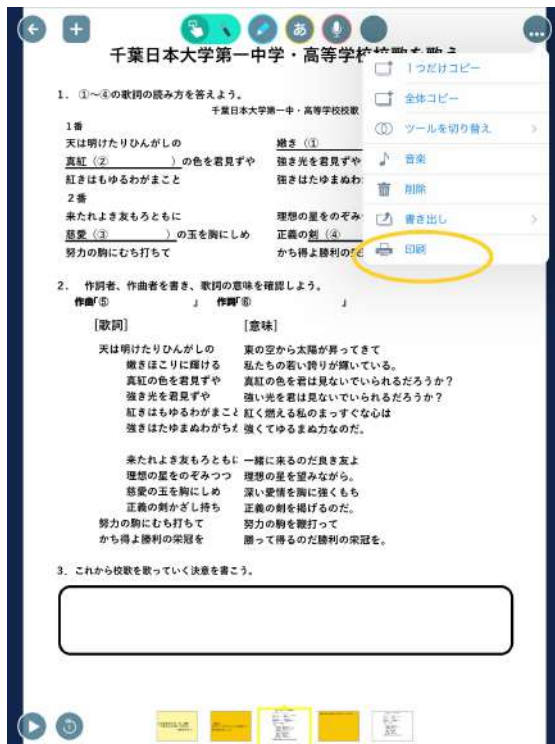 あ
千葉日本大学第一中学・高等学校校歌を歌う
1つだけコピー
全体コピー
ツールを切り替え
音楽
削除
書き出し
印刷
1. ①～④の歌詞の読み方を答えよう。
千葉日本大学第一中・高等学校校歌
1番
天は明けたりひんがしの
嫩き（①
真紅（②　　　　　）の色を君見ずや
強き光を君見ずや
紅きはもゆるわがまこと
強きはたゆまぬわ
2番
来たれよき友もろともに
理想の星をのぞみ
慈愛（③　　　　　）の玉を胸にしめ
正義の剣（④
努力の駒にむち打ちて
かち得よ勝利の
2. 作詞者、作曲者を書き、歌詞の意味を確認しよう。
作曲「⑤　　　　　」　作詞「⑥　　　　　」
［歌詞］　［意味］
天は明けたりひんがしの　東の空から太陽が昇ってきて
嫩きほこりに輝ける　私たちの若い誇りが輝いている。
真紅の色を君見ずや　真紅の色を君は見ないでいられるだろうか？
強き光を君見ずや　強い光を君は見ないでいられるだろうか？
紅きはもゆるわがまこと　紅く燃える私のまっすぐな心は
強きはたゆまぬわがちか　強くてゆるまぬ力なのだ。
来たれよき友もろともに　一緒に来るのだ良き友よ
理想の星をのぞみつつ　理想の星を望みながら。
慈愛の玉を胸にしめ　深い愛情を胸に強くもち
正義の剣かざし持ち　正義の剣を掲げるのだ。
努力の駒にむち打ちて　努力の駒を鞭打って
かち得よ勝利の栄冠を　勝って得るのだ勝利の栄冠を。
3. これから校歌を歌っていく決意を書こう。